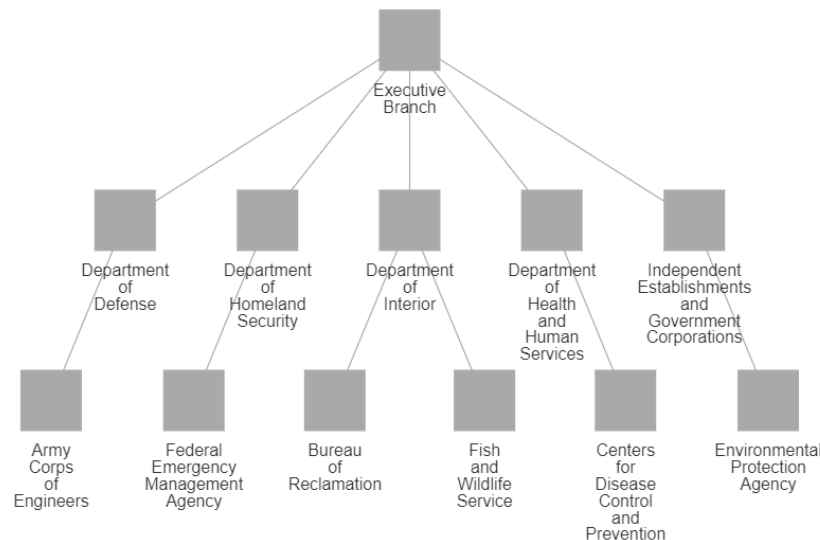 Executive
Branch
Department
of
Defense
Department
of
Homeland
Security
Department
of
Interior
Department
of
Health
and
Human
Services
Independent
Establishments
and
Government
Corporations
Army
Corps
of
Engineers
Federal
Emergency
Management
Agency
Bureau
of
Reclamation
Fish
and
Wildlife
Service
Centers
for
Disease
Control
and
Prevention
Environmental
Protection
Agency